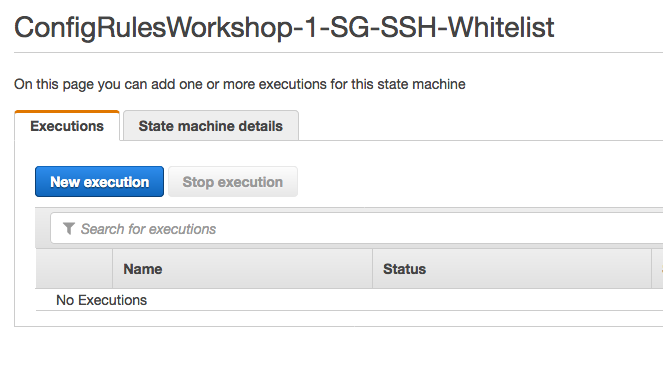 ConfigRulesWorkshop-1-SG-SSH-Whitelist
On this page you can add one or more executions for this state machine
Executions State machine details
New execution Stop execution
Search for executions
Name Status
No Executions